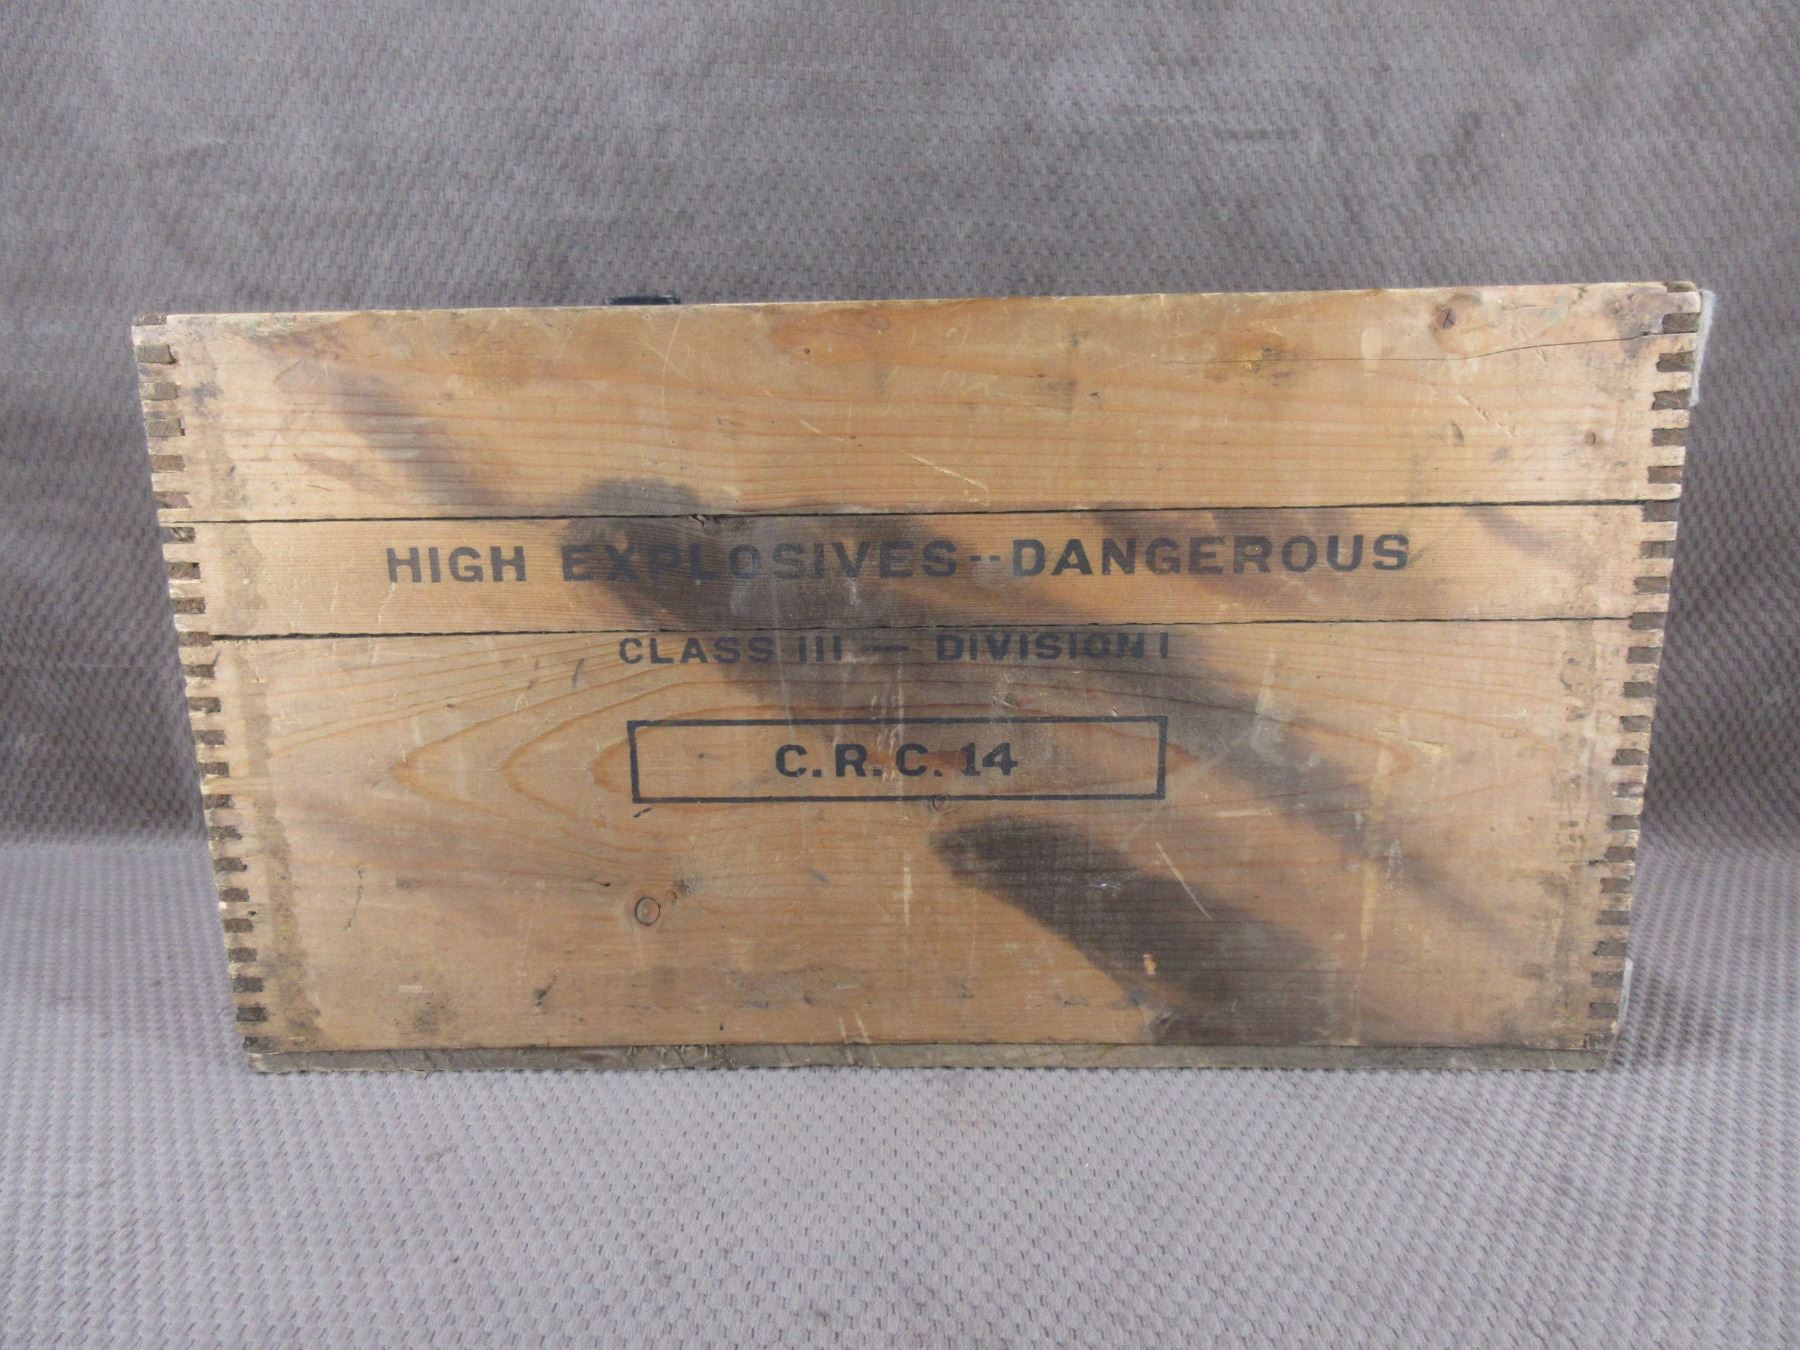 HIGH EXPLOSIVES--DANGEROUS
CLASS III — DIVISION I
C. R. C. 14